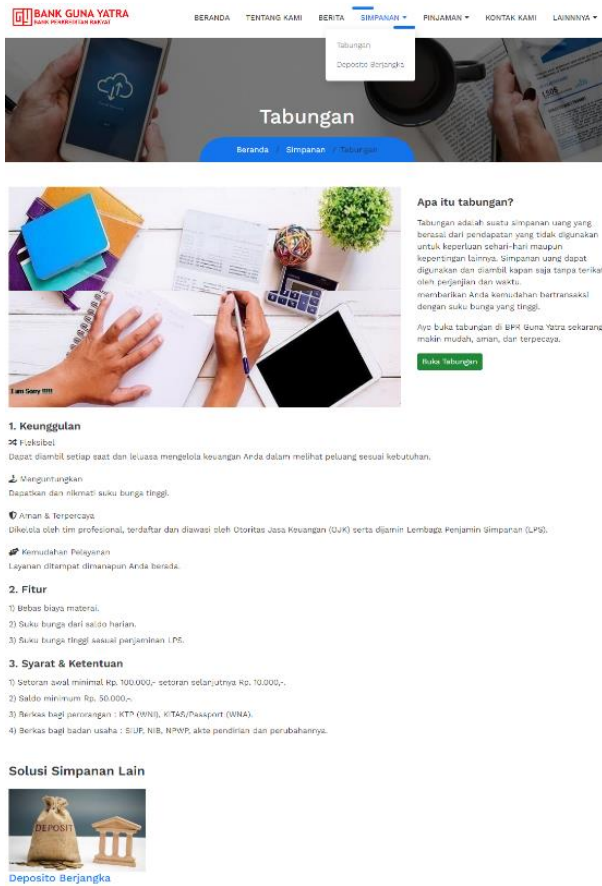 BANK GUNA YATRA
BANK PERKREDITAN RAKYAT
BERANDA TENTANG KAMI BERITA SIMPANAN PINJAMAN KONTAK KAMI LAINNNYA
Tabungan
Deposito Berjangka
Tabungan
Beranda / Simpanan / Tabungan
Apa itu tabungan?
Tabungan adalah suatu simpanan uang yang
berasal dari pendapatan yang tidak digunakan
untuk keperluan sehari-hari maupun
kepentingan lainnya. Simpanan uang dapat
digunakan dan diambil kapan saja tanpa terikat
oleh perjanjian dan waktu.
memberikan Anda kemudahan bertransaksi
dengan suku bunga yang tinggi.
Ayo buka tabungan di BPR Guna Yatra sekarang
makin mudah, aman, dan terpecaya.
Buka Tabungan
I am Sony !!!!!
1. Keunggulan
Fleksibel
Dapat diambil setiap saat dan leluasa mengelola keuangan Anda dalam melihat peluang sesuai kebutuhan.
Menguntungkan
Dapatkan dan nikmati suku bunga tinggi.
Aman & Terpercaya
Dikelola oleh tim profesional, terdaftar dan diawasi oleh Otoritas Jasa Keuangan (OJK) serta dijamin Lembaga Penjamin Simpanan (LPS).
Kemudahan Pelayanan
Layanan ditempat dimanapun Anda berada.
2. Fitur
1) Bebas biaya materai.
2) Suku bunga dari saldo harian.
3) Suku bunga tinggi sesuai penjaminan LPS.
3. Syarat & Ketentuan
1) Setoran awal minimal Rp. 100.000,- setoran selanjutnya Rp. 10.000,-.
2) Saldo minimum Rp. 50.000,-.
3) Berkas bagi perorangan : KTP (WNI), KITAS/Passport (WNA).
4) Berkas bagi badan usaha : SIUP, NIB, NPWP, akte pendirian dan perubahannya.
Solusi Simpanan Lain
DEPOSIT
Deposito Berjangka